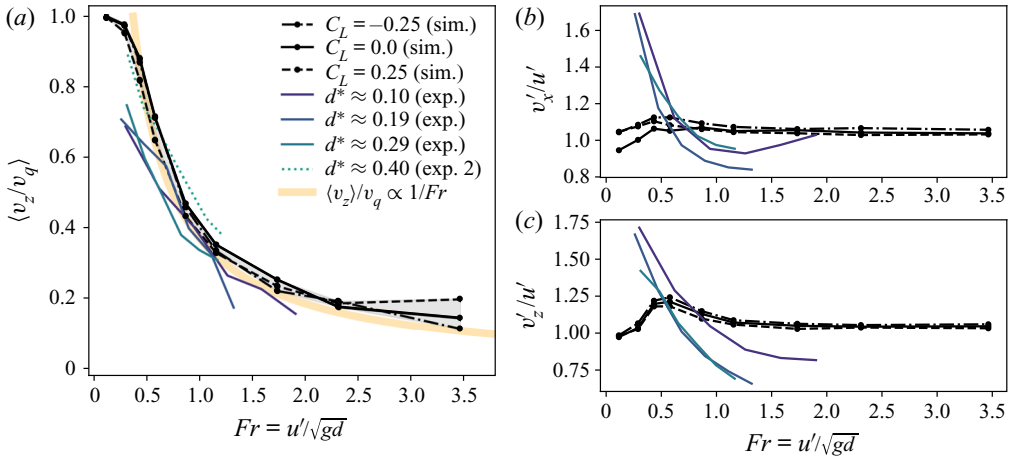 (a)
⟨v_z/v_q⟩
1.0
0.8
0.6
0.4
0.2
0
C_L = −0.25 (sim.)
C_L = 0.0 (sim.)
C_L = 0.25 (sim.)
d* ≈ 0.10 (exp.)
d* ≈ 0.19 (exp.)
d* ≈ 0.29 (exp.)
d* ≈ 0.40 (exp. 2)
⟨v_z⟩/v_q ∝ 1/Fr
0 0.5 1.0 1.5 2.0 2.5 3.0 3.5
Fr = u′/√gd
(b)
v′_x/u′
1.6
1.4
1.2
1.0
0.8
0 0.5 1.0 1.5 2.0 2.5 3.0 3.5
(c)
v′_z/u′
1.75
1.50
1.25
1.00
0.75
0 0.5 1.0 1.5 2.0 2.5 3.0 3.5
Fr = u′/√gd